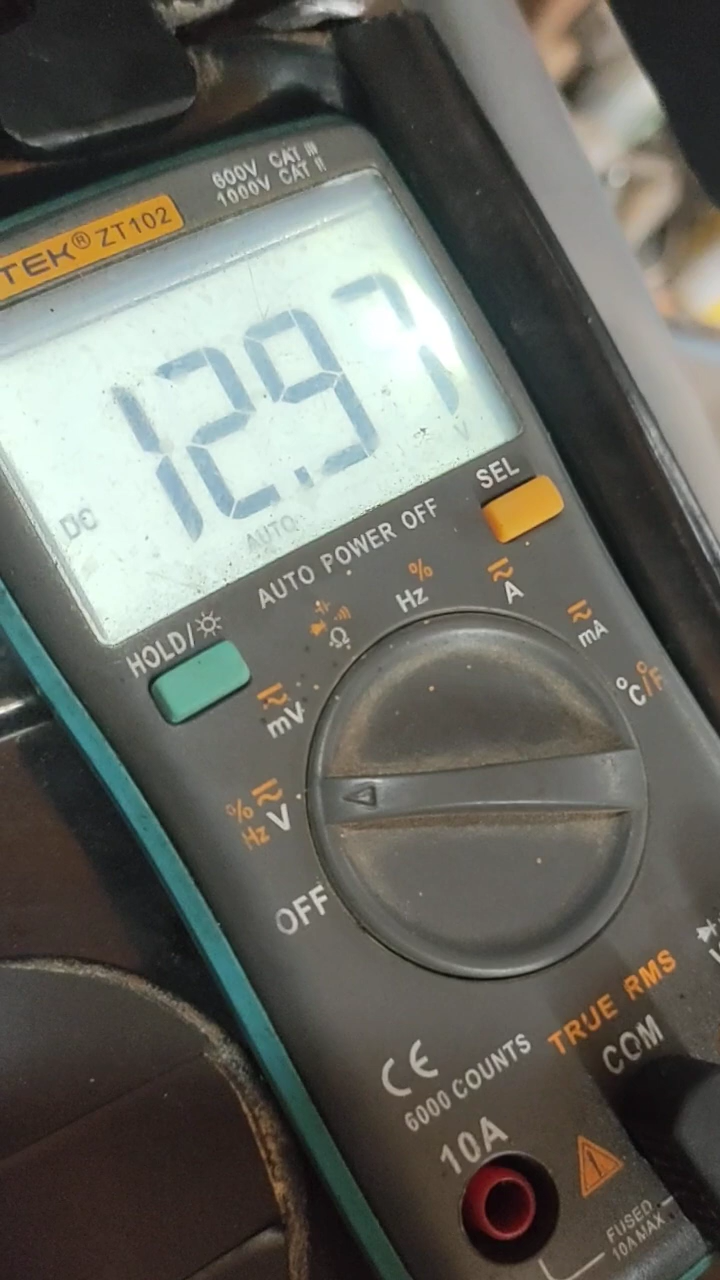 600V CAT III
1000V CAT II
TEK® ZT102
12.97
DC
V
AUTO
SEL
AUTO POWER OFF
HOLD/
Hz %
A
mA
°C/°F
mV
% Hz V
Ω
OFF
TRUE RMS
COM
CE
6000 COUNTS
10A
FUSED
10A MAX